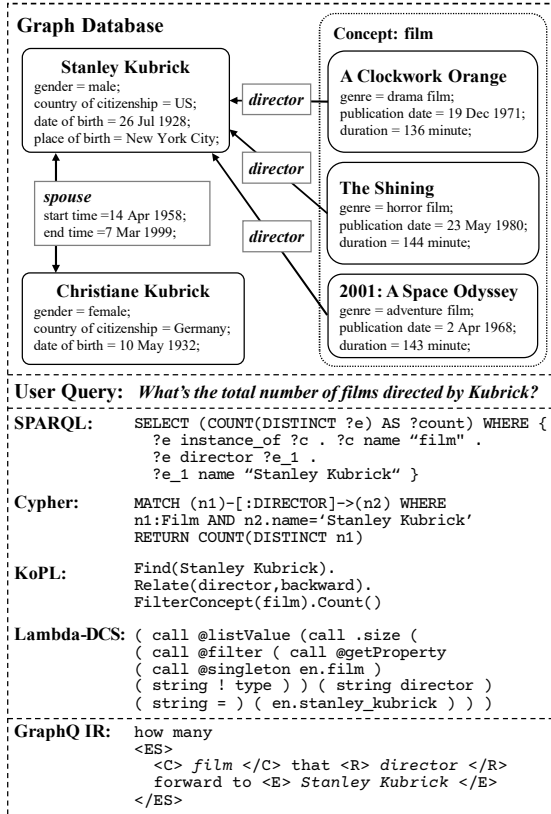 Graph Database
Stanley Kubrick
gender = male;
country of citizenship = US;
date of birth = 26 Jul 1928;
place of birth = New York City;
spouse
start time =14 Apr 1958;
end time =7 Mar 1999;
Christiane Kubrick
gender = female;
country of citizenship = Germany;
date of birth = 10 May 1932;
director
director
director
Concept: film
A Clockwork Orange
genre = drama film;
publication date = 19 Dec 1971;
duration = 136 minute;
The Shining
genre = horror film;
publication date = 23 May 1980;
duration = 144 minute;
2001: A Space Odyssey
genre = adventure film;
publication date = 2 Apr 1968;
duration = 143 minute;
User Query: What's the total number of films directed by Kubrick?
SPARQL: SELECT (COUNT(DISTINCT ?e) AS ?count) WHERE {
?e instance_of ?c . ?c name "film" .
?e director ?e_1 .
?e_1 name “Stanley Kubrick“ }
Cypher: MATCH (n1)-[:DIRECTOR]->(n2) WHERE
n1:Film AND n2.name=‘Stanley Kubrick’
RETURN COUNT(DISTINCT n1)
KoPL: Find(Stanley Kubrick).
Relate(director,backward).
FilterConcept(film).Count()
Lambda-DCS: ( call @listValue (call .size (
( call @filter ( call @getProperty
( call @singleton en.film )
( string ! type ) ) ( string director )
( string = ) ( en.stanley_kubrick ) ) )
GraphQ IR: how many
<ES>
<C> film </C> that <R> director </R>
forward to <E> Stanley Kubrick </E>
</ES>